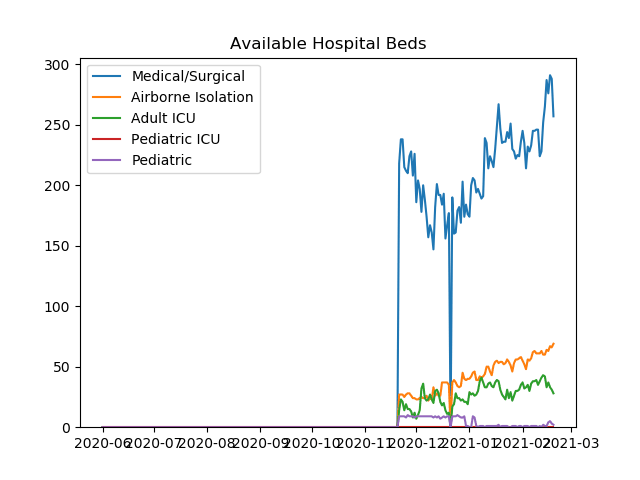 Available Hospital Beds
300
250
200
150
100
50
0
Medical/Surgical
Airborne Isolation
Adult ICU
Pediatric ICU
Pediatric
2020-06 2020-07 2020-08 2020-09 2020-10 2020-11 2020-12 2021-01 2021-02 2021-03